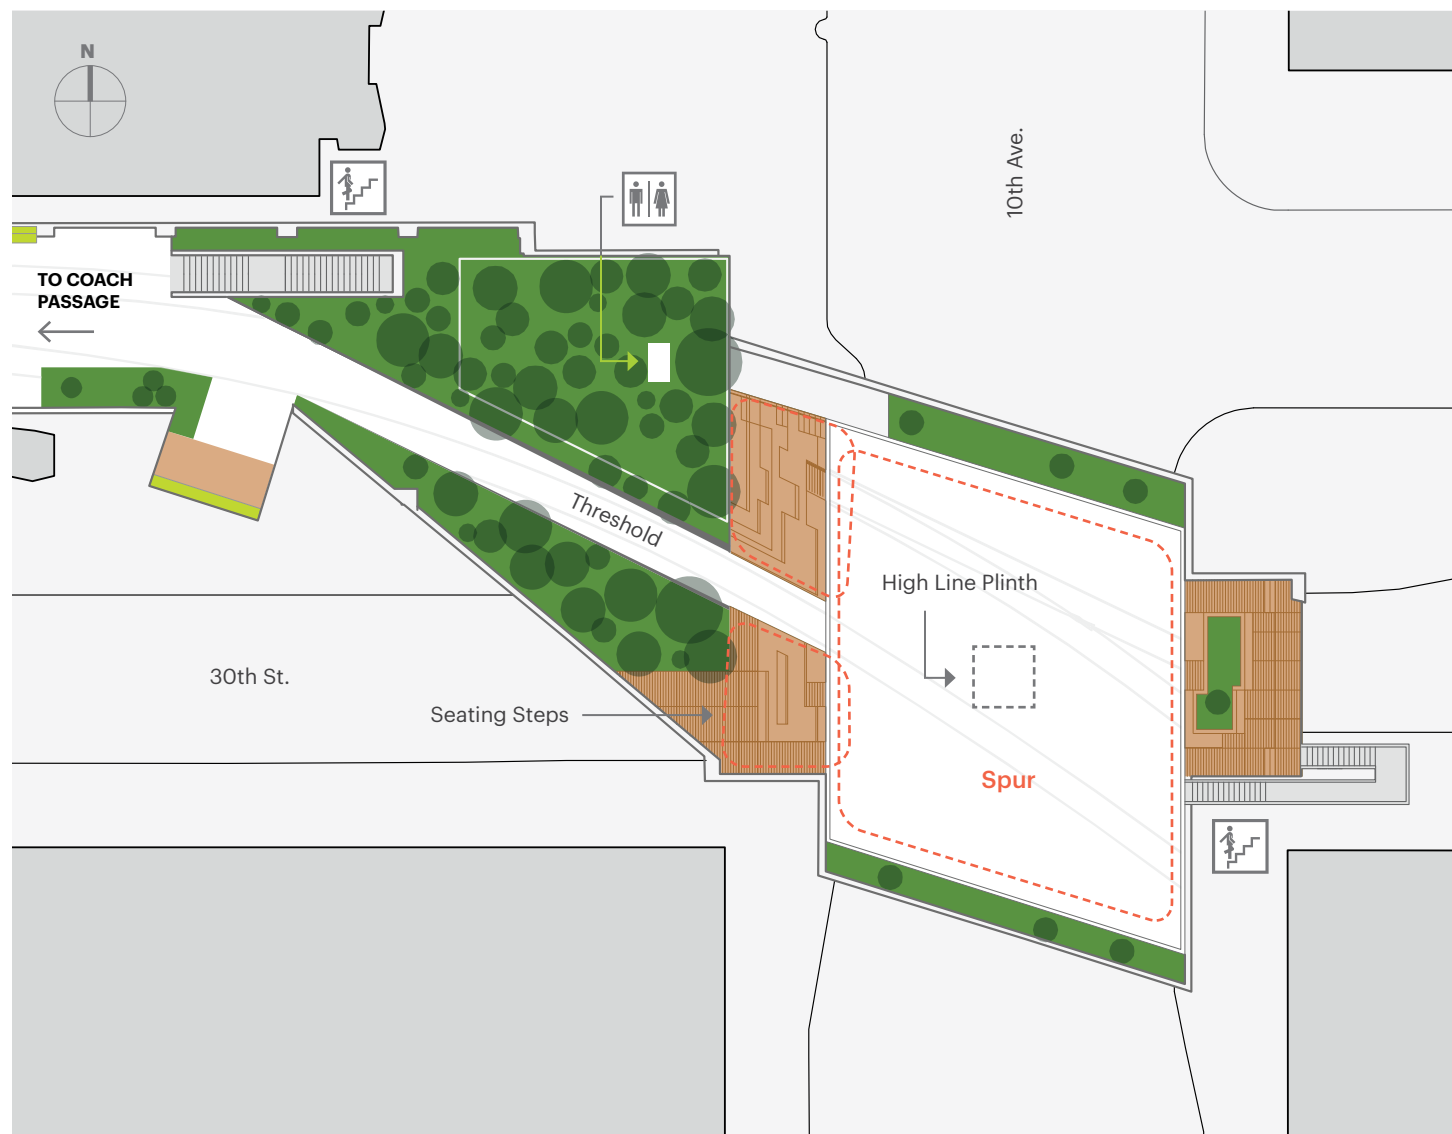 N
10th Ave.
TO COACH
PASSAGE
Threshold
High Line Plinth
30th St.
Seating Steps
Spur